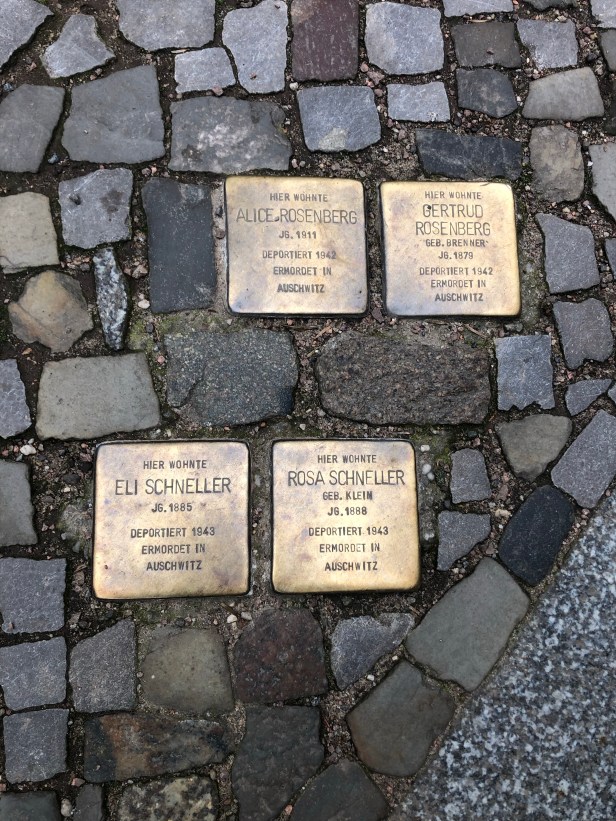 HIER WOHNTE
ALICE ROSENBERG
JG. 1911
DEPORTIERT 1942
ERMORDET IN
AUSCHWITZ
HIER WOHNTE
GERTRUD
ROSENBERG
GEB. BRENNER
JG. 1879
DEPORTIERT 1942
ERMORDET IN
AUSCHWITZ
HIER WOHNTE
ELI SCHNELLER
JG. 1885
DEPORTIERT 1943
ERMORDET IN
AUSCHWITZ
HIER WOHNTE
ROSA SCHNELLER
GEB. KLEIN
JG. 1888
DEPORTIERT 1943
ERMORDET IN
AUSCHWITZ